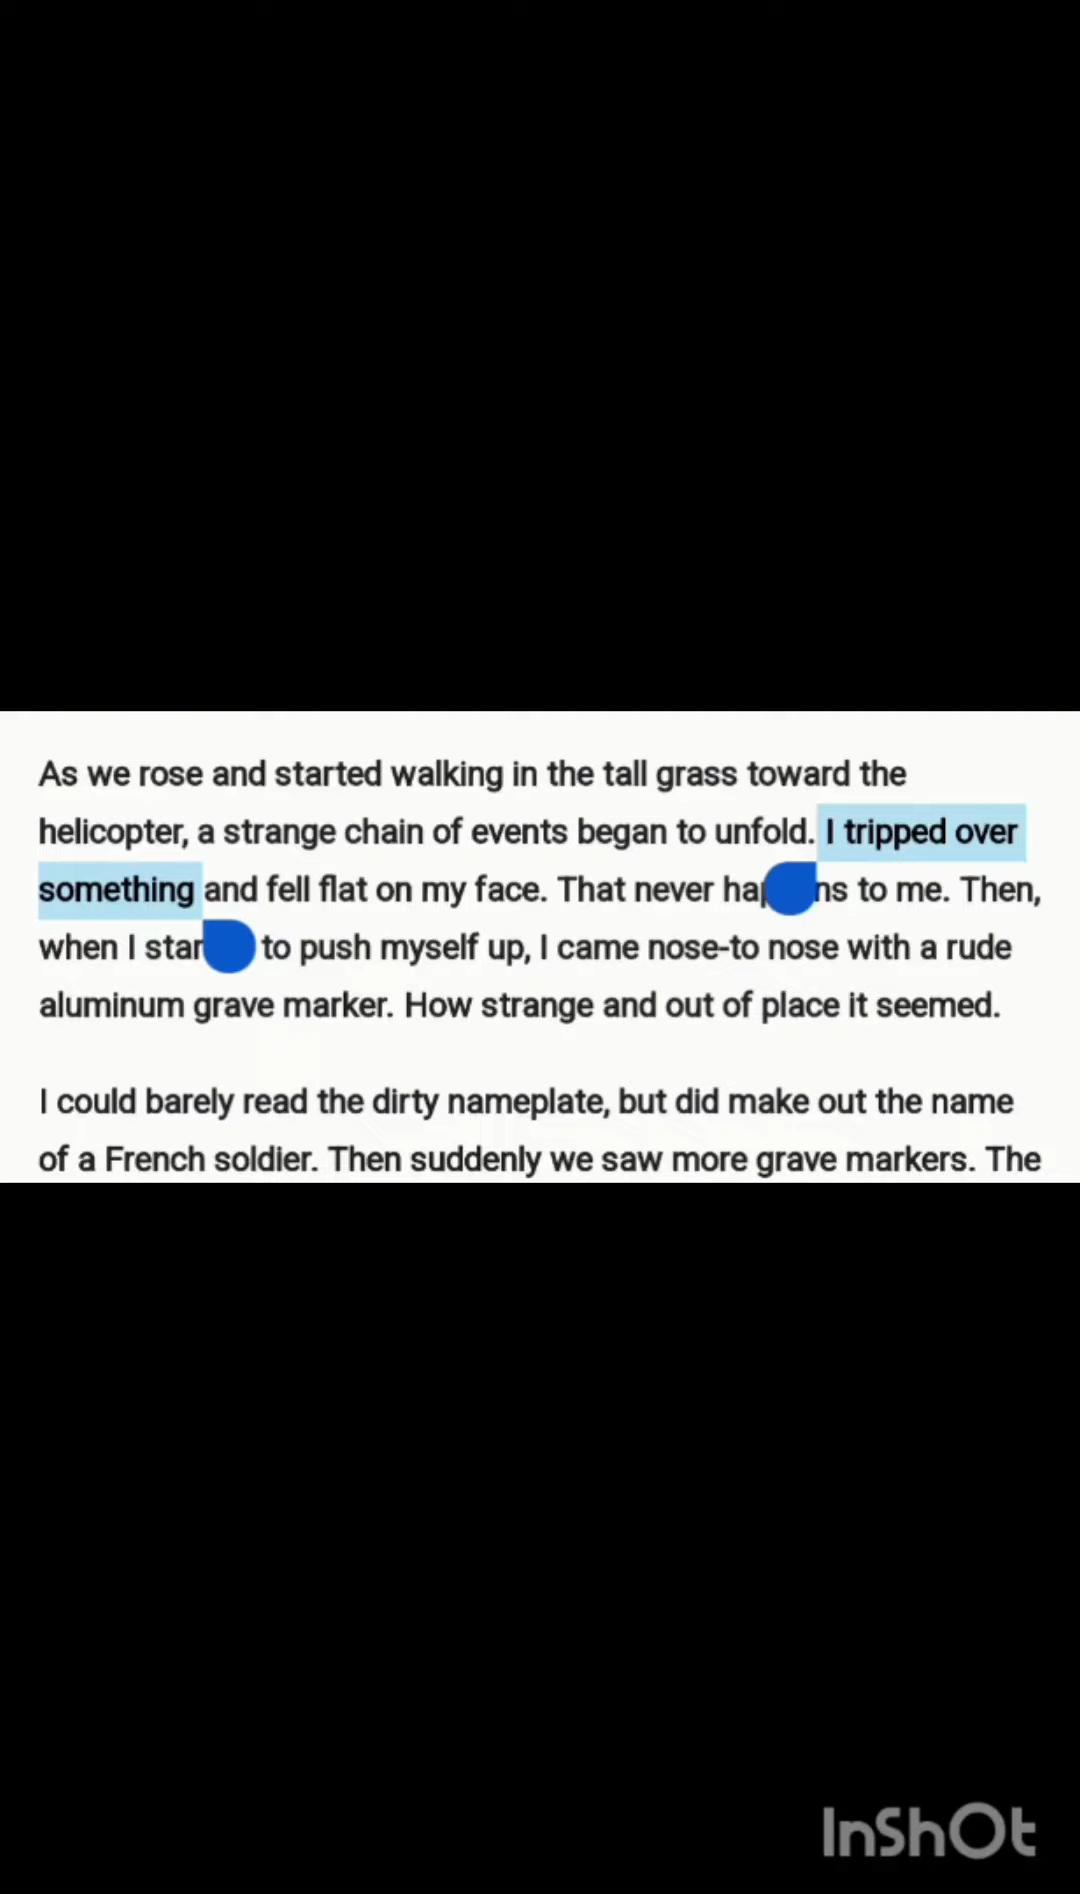 As we rose and started walking in the tall grass toward the
helicopter, a strange chain of events began to unfold. I tripped over
something and fell flat on my face. That never to me. Then,
when I to push myself up, I came nose-to nose with a rude
aluminum grave marker. How strange and out of place it seemed.
I could barely read the dirty nameplate, but did make out the name
of a French soldier. Then suddenly we saw more grave markers. The
InShOt